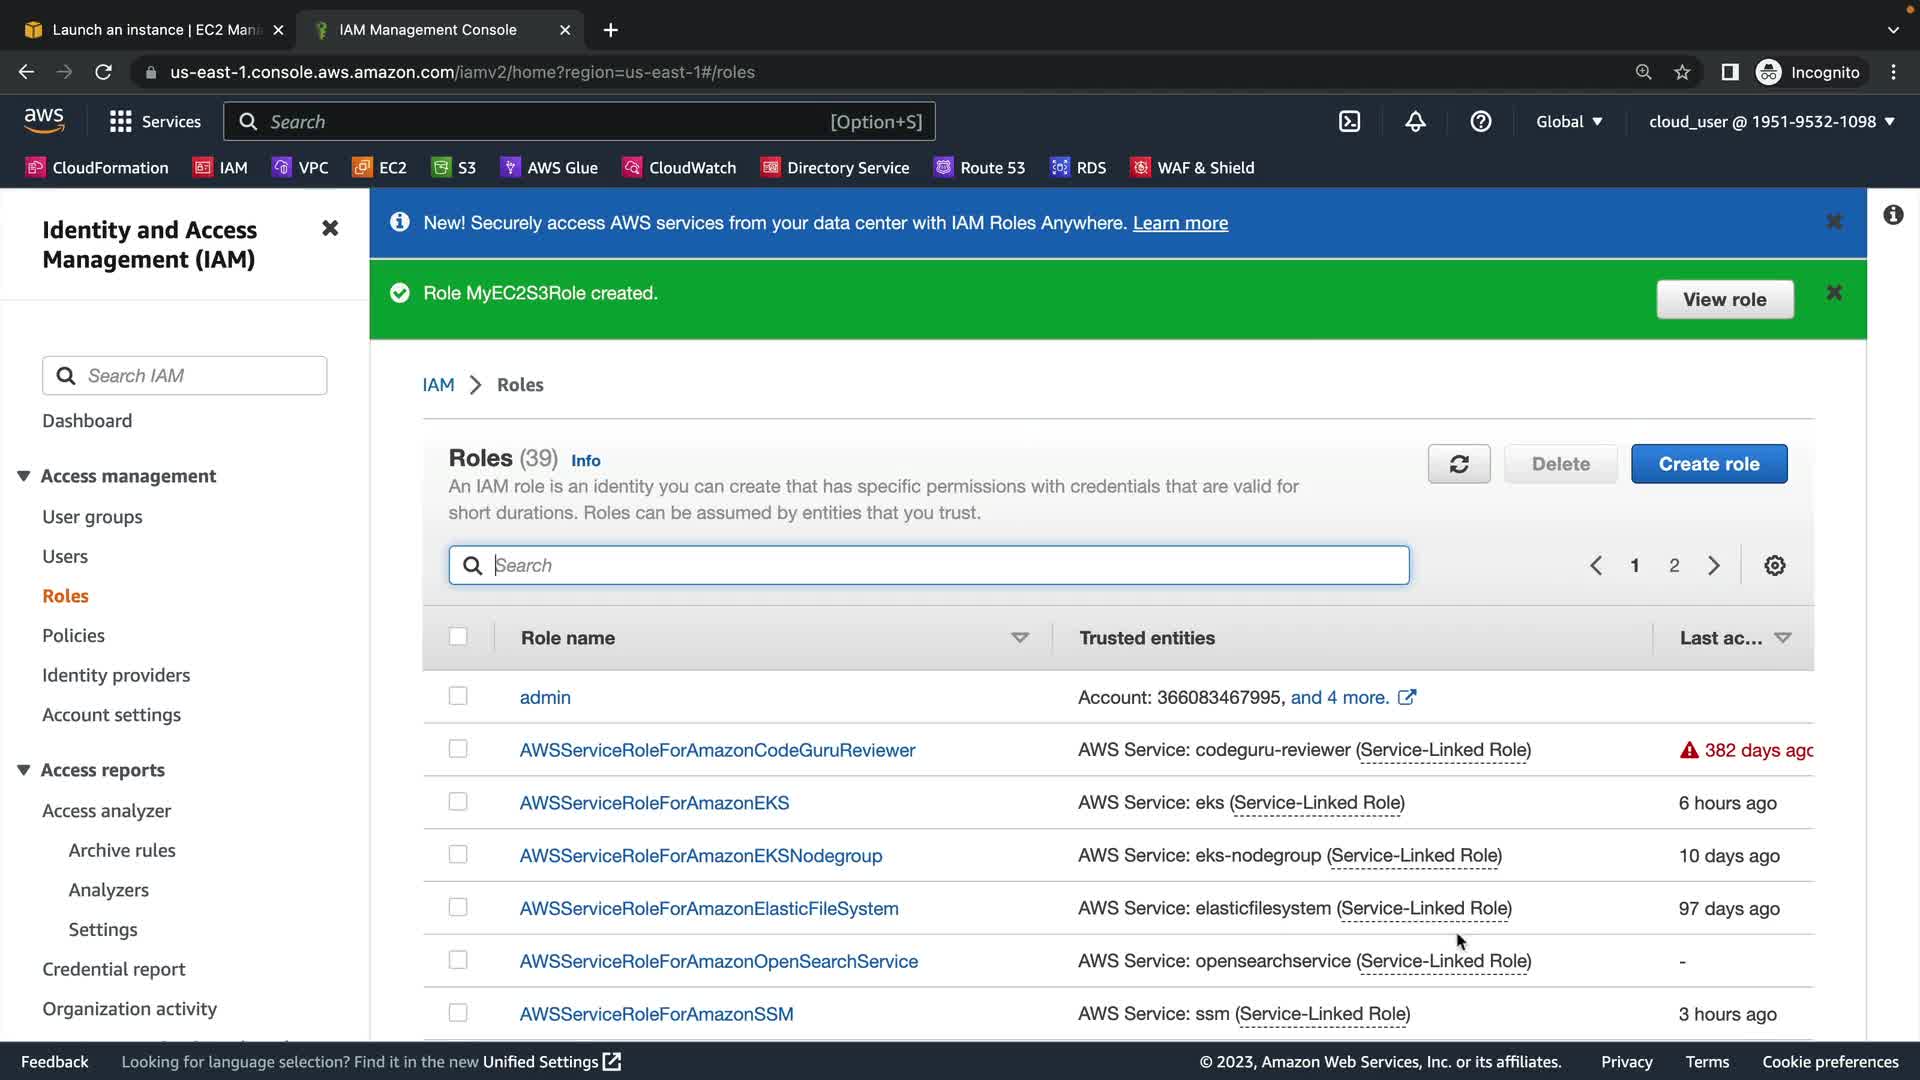 Launch an instance | EC2 Mana
IAM Management Console
us-east-1.console.aws.amazon.com/iamv2/home?region=us-east-1#/roles
Incognito
aws
Services
Search
[Option+S]
Global
cloud_user @ 1951-9532-1098
CloudFormation
IAM
VPC
EC2
S3
AWS Glue
CloudWatch
Directory Service
Route 53
RDS
WAF & Shield
Identity and Access
Management (IAM)
Search IAM
Dashboard
Access management
User groups
Users
Roles
Policies
Identity providers
Account settings
Access reports
Access analyzer
Archive rules
Analyzers
Settings
Credential report
Organization activity
New! Securely access AWS services from your data center with IAM Roles Anywhere. Learn more
Role MyEC2S3Role created.
View role
IAM > Roles
Roles (39) Info
An IAM role is an identity you can create that has specific permissions with credentials that are valid for
short durations. Roles can be assumed by entities that you trust.
Delete
Create role
Search
1 2
Role name
Trusted entities
Last ac...
admin
Account: 366083467995, and 4 more.
AWSServiceRoleForAmazonCodeGuruReviewer
AWS Service: codeguru-reviewer (Service-Linked Role)
382 days ago
AWSServiceRoleForAmazonEKS
AWS Service: eks (Service-Linked Role)
6 hours ago
AWSServiceRoleForAmazonEKSNodegroup
AWS Service: eks-nodegroup (Service-Linked Role)
10 days ago
AWSServiceRoleForAmazonElasticFileSystem
AWS Service: elasticfilesystem (Service-Linked Role)
97 days ago
AWSServiceRoleForAmazonOpenSearchService
AWS Service: opensearchservice (Service-Linked Role)
-
AWSServiceRoleForAmazonSSM
AWS Service: ssm (Service-Linked Role)
3 hours ago
Feedback
Looking for language selection? Find it in the new Unified Settings
© 2023, Amazon Web Services, Inc. or its affiliates.
Privacy
Terms
Cookie preferences